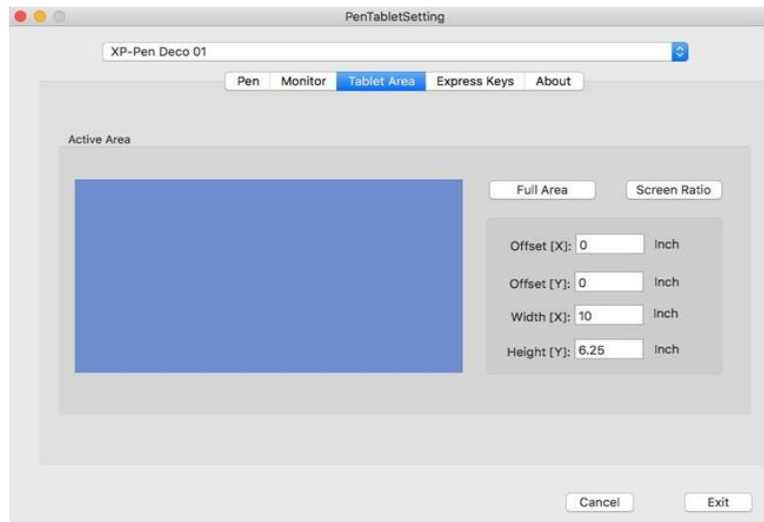 PenTabletSetting
XP-Pen Deco 01
Pen Monitor Tablet Area Express Keys About
Active Area
Full Area Screen Ratio
Offset [X]: 0 Inch
Offset [Y]: 0 Inch
Width [X]: 10 Inch
Height [Y]: 6.25 Inch
Cancel Exit